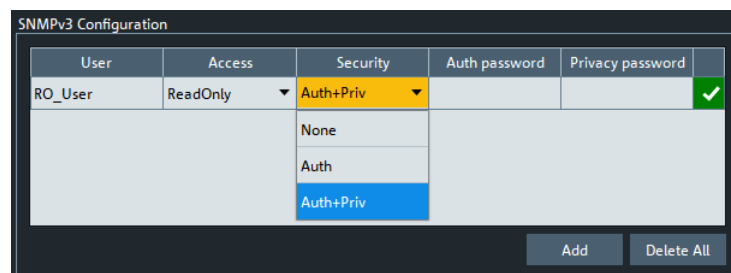 SNMPv3 Configuration
User Access Security Auth password Privacy password
RO_User ReadOnly Auth+Priv
None
Auth
Auth+Priv
Add Delete All